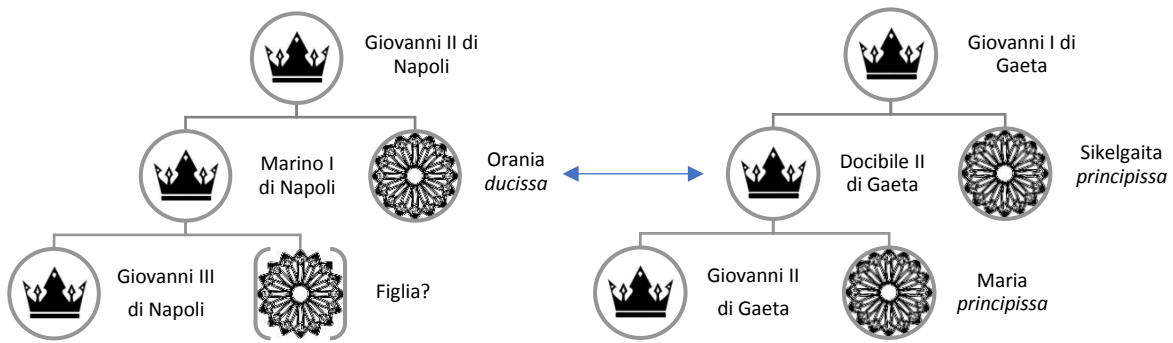 Giovanni II di
Napoli
Giovanni I di
Gaeta
Marino I
di Napoli
Orania
ducissa
Docibile II
di Gaeta
Sikelgaita
principissa
Giovanni III
di Napoli
Figlia?
Giovanni II
di Gaeta
Maria
principissa